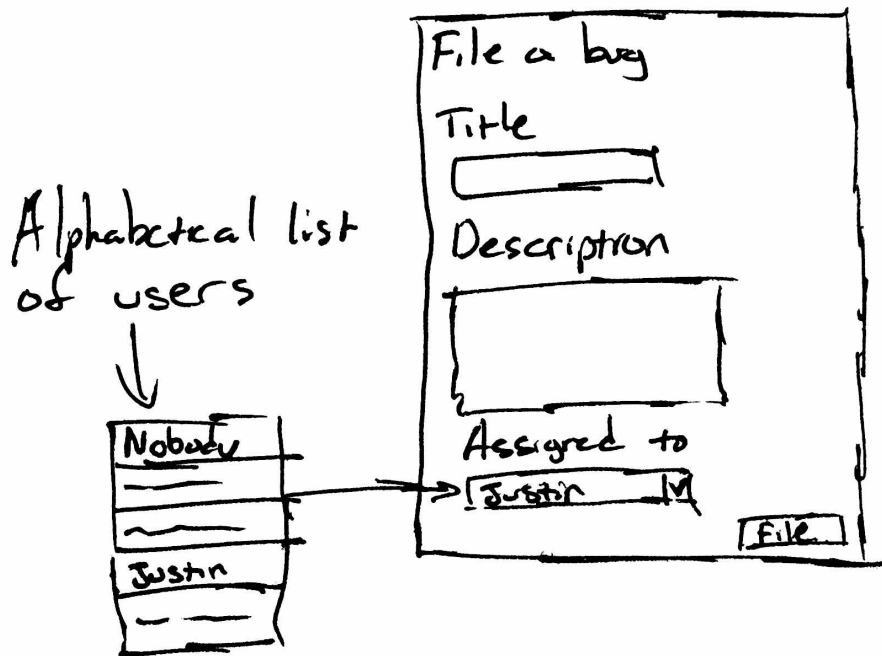 File a bug
Title
Description
Assigned to
Justin
File
Alphabetical list
of users
Nobody
Justin